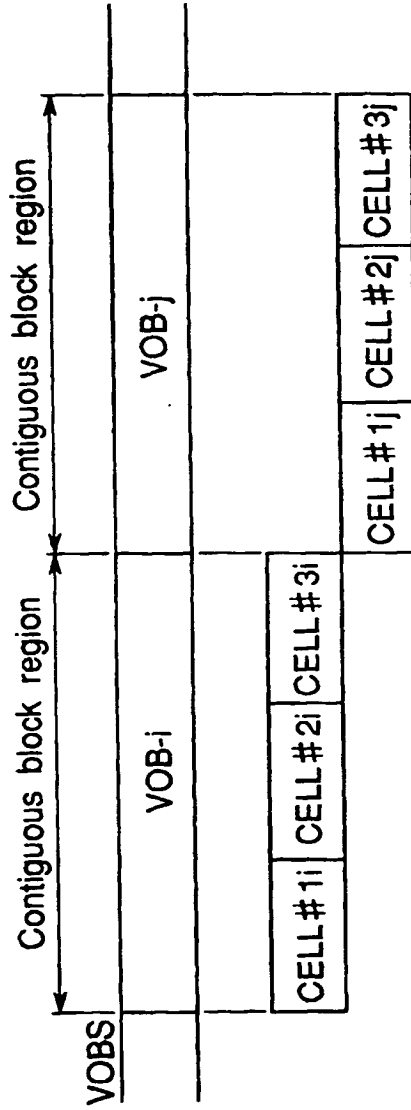 Contiguous block region Contiguous block region
VOBS
VOB-i VOB-j
CELL#1i CELL#2i CELL#3i
CELL#1j CELL#2j CELL#3j